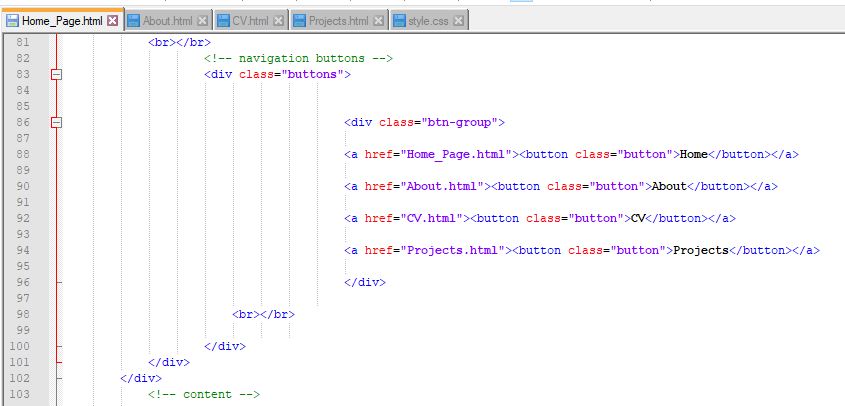 Home_Page.html About.html CV.html Projects.html style.css
81 <br></br>
82 <!-- navigation buttons -->
83 <div class="buttons">
84
85
86 <div class="btn-group">
87
88 <a href="Home_Page.html"><button class="button">Home</button></a>
89
90 <a href="About.html"><button class="button">About</button></a>
91
92 <a href="CV.html"><button class="button">CV</button></a>
93
94 <a href="Projects.html"><button class="button">Projects</button></a>
95
96 </div>
97
98 <br></br>
99
100 </div>
101 </div>
102 </div>
103 <!-- content -->